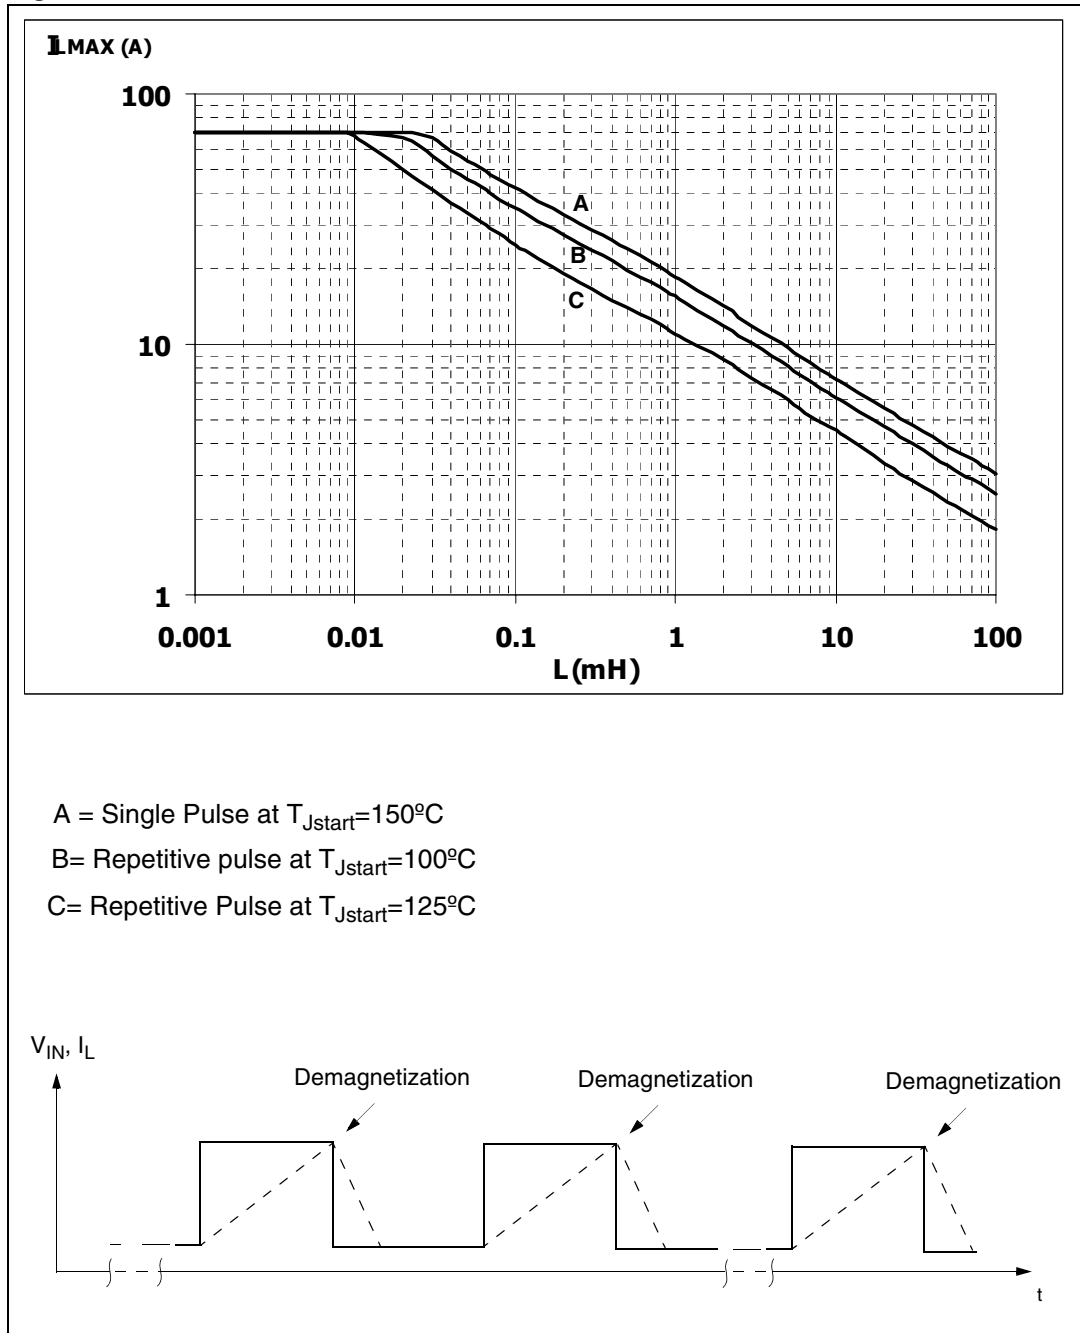 ILMAX (A)
100
A
B
C
10
1
0.001 0.01 0.1 1 10 100
L(mH)
A = Single Pulse at TJstart=150ºC
B= Repetitive pulse at TJstart=100ºC
C= Repetitive Pulse at TJstart=125ºC
VIN, IL
Demagnetization Demagnetization Demagnetization
t